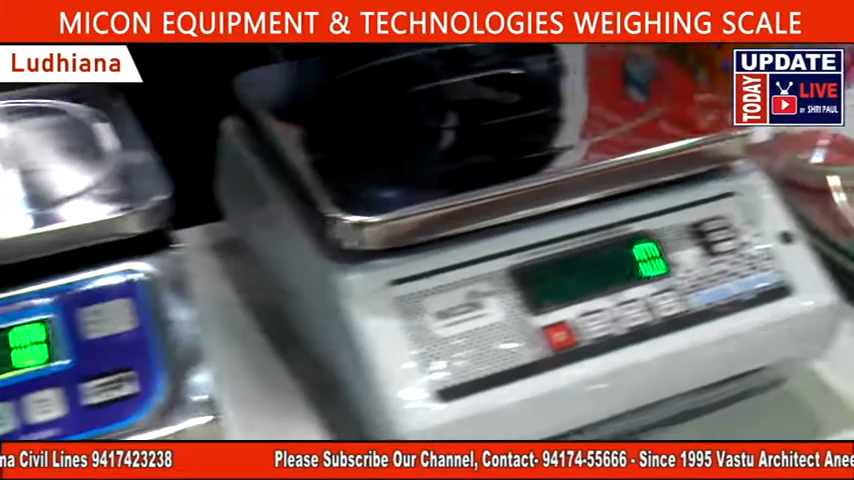 MICON EQUIPMENT & TECHNOLOGIES WEIGHING SCALE
Ludhiana
UPDATE
TODAY
LIVE
BY SHRI PAUL
na Civil Lines 9417423238 Please Subscribe Our Channel, Contact- 94174-55666 - Since 1995 Vastu Architect Anee